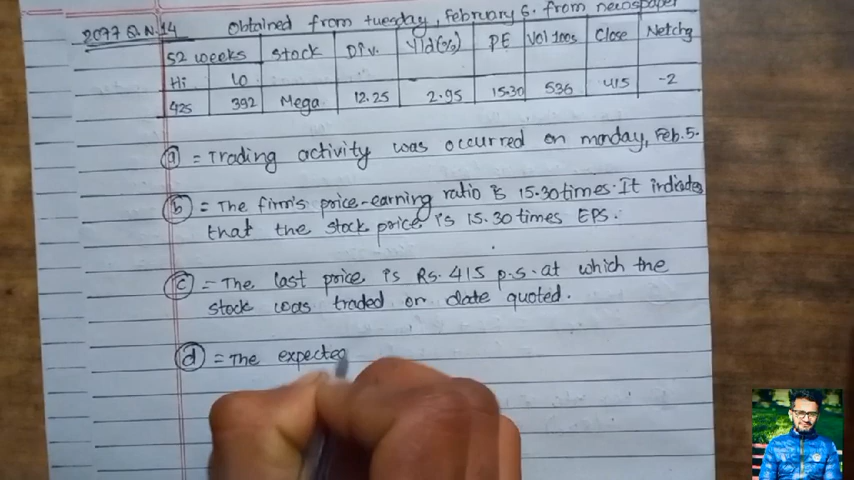 2077 Q.N.14 Obtained from tuesday, February 6. from newspaper
52 weeks Stock Div. Yld(%) PE Vol 100s Close Netchg
Hi Lo
425 392 Mega 12.25 2.95 15.30 536 415 -2
(a) = Trading activity was occurred on monday, Feb.5.
(b) = The firm's price-earning ratio is 15.30 times. It indicates
that the stock price is 15.30 times EPS.
(c) = The last price is Rs. 415 p.s. at which the
stock was traded on date quoted.
(d) = The expected